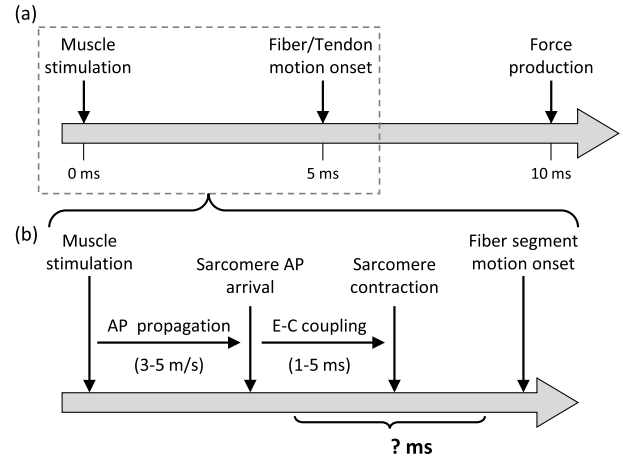 (a)
Muscle
stimulation
Fiber/Tendon
motion onset
Force
production
0 ms
5 ms
10 ms
(b)
Muscle
stimulation
Sarcomere AP
arrival
Sarcomere
contraction
Fiber segment
motion onset
AP propagation
(3-5 m/s)
E-C coupling
(1-5 ms)
? ms